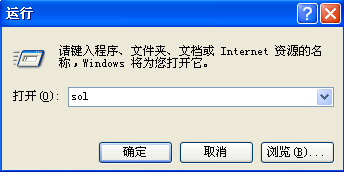 运行
请键入程序、文件夹、文档或 Internet 资源的名
称，Windows 将为您打开它。
打开(O): sol
确定 取消 浏览(B)...